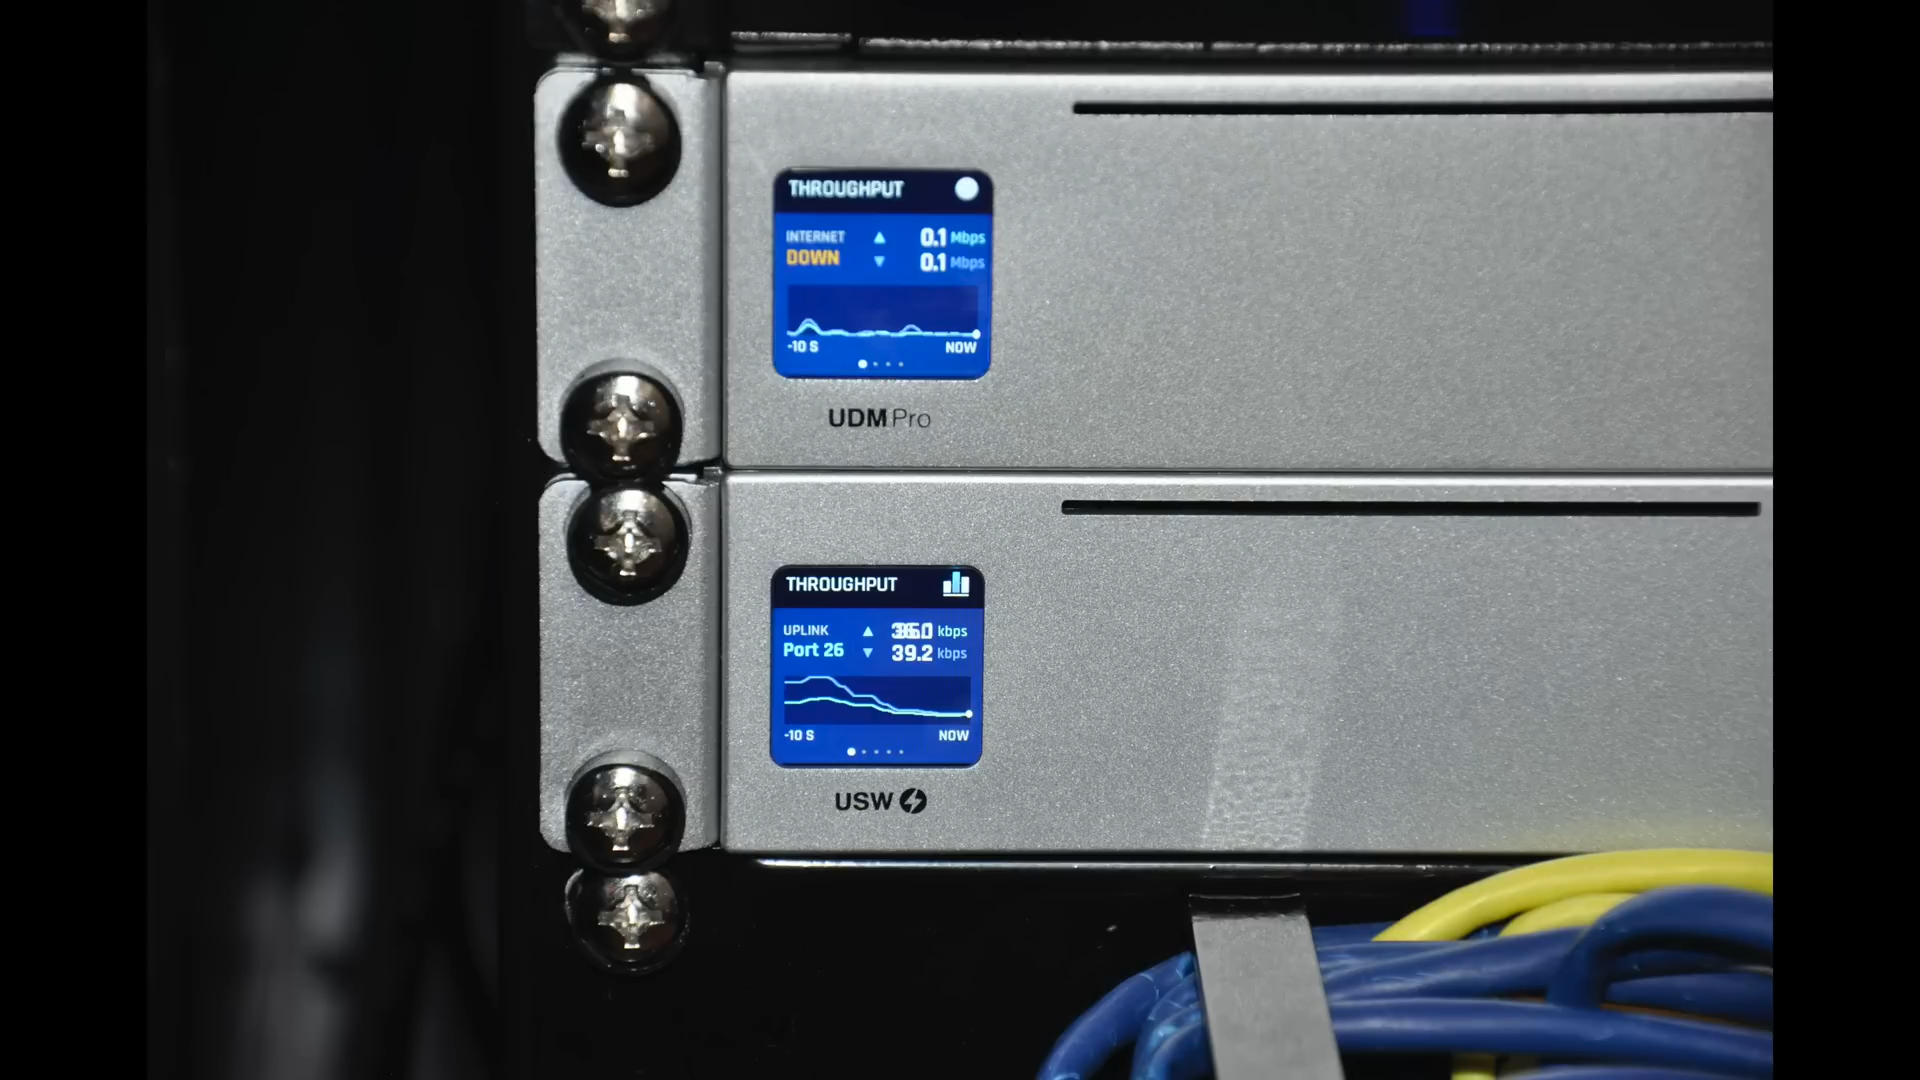 THROUGHPUT
INTERNET ▲ 0.1 Mbps
DOWN ▼ 0.1 Mbps
-10 S NOW
UDM Pro
THROUGHPUT
UPLINK ▲ kbps
Port 26 ▼ 39.2 kbps
-10 S NOW
USW